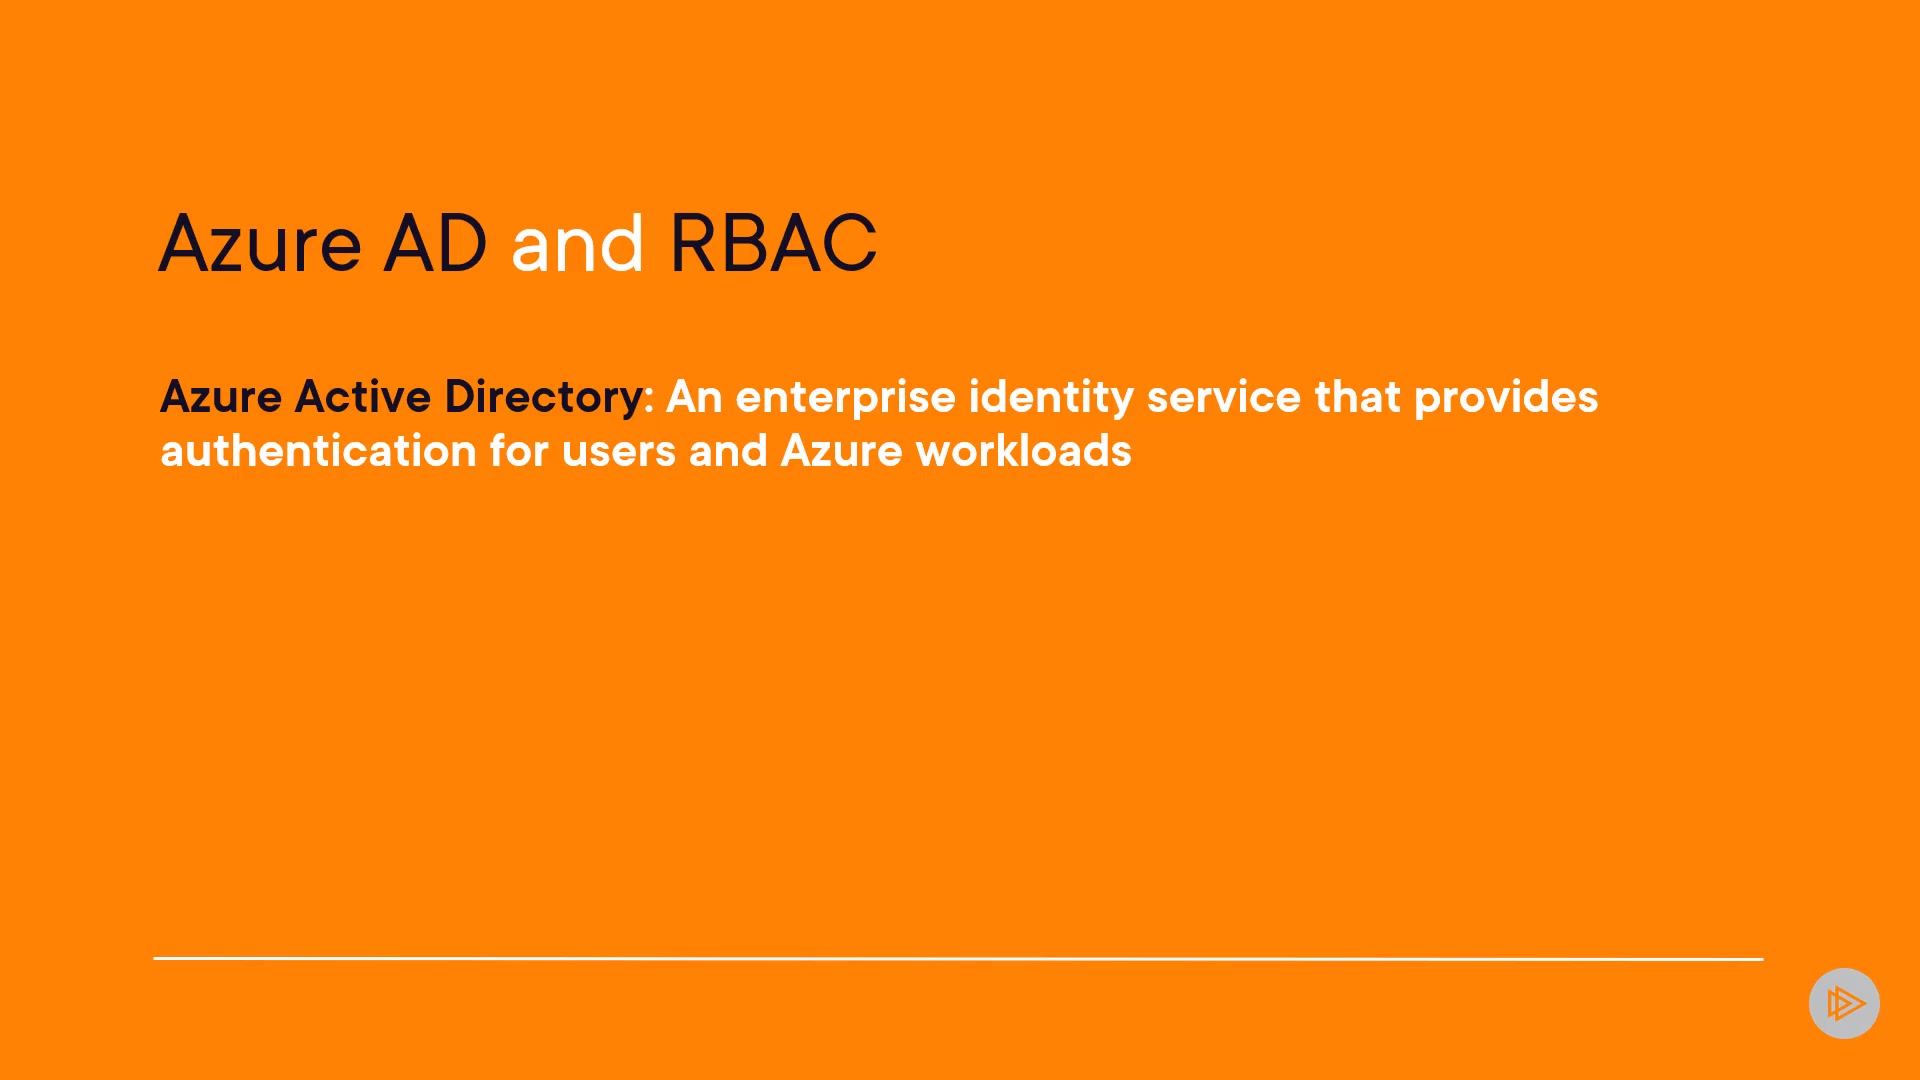 Azure AD and RBAC
Azure Active Directory: An enterprise identity service that provides
authentication for users and Azure workloads